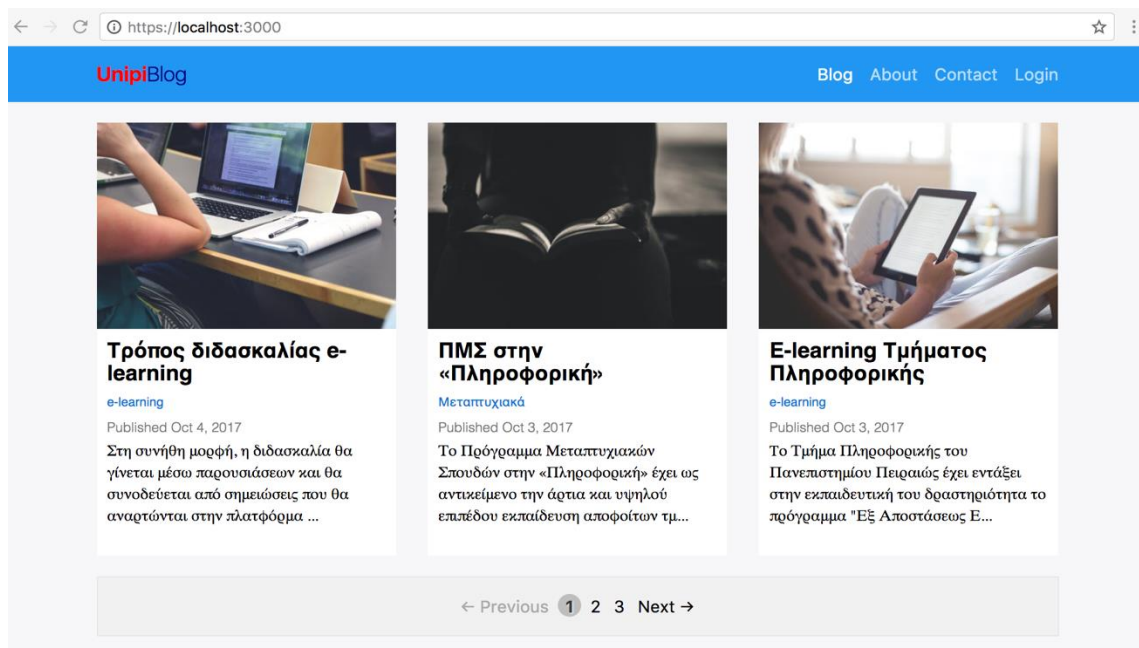 https://localhost:3000
UnipiBlog
Blog About Contact Login
Τρόπος διδασκαλίας e-
learning
e-learning
Published Oct 4, 2017
Στη συνήθη μορφή, η διδασκαλία θα
γίνεται μέσω παρουσιάσεων και θα
συνοδεύεται από σημειώσεις που θα
αναρτώνται στην πλατφόρμα ...
ΠΜΣ στην
«Πληροφορική»
Μεταπτυχιακά
Published Oct 3, 2017
Το Πρόγραμμα Μεταπτυχιακών
Σπουδών στην «Πληροφορική» έχει ως
αντικείμενο την άρτια και υψηλού
επιπέδου εκπαίδευση αποφοίτων τμ...
E-learning Τμήματος
Πληροφορικής
e-learning
Published Oct 3, 2017
Το Τμήμα Πληροφορικής του
Πανεπιστημίου Πειραιώς έχει εντάξει
στην εκπαιδευτική του δραστηριότητα το
πρόγραμμα "Εξ Αποστάσεως Ε...
← Previous 1 2 3 Next →